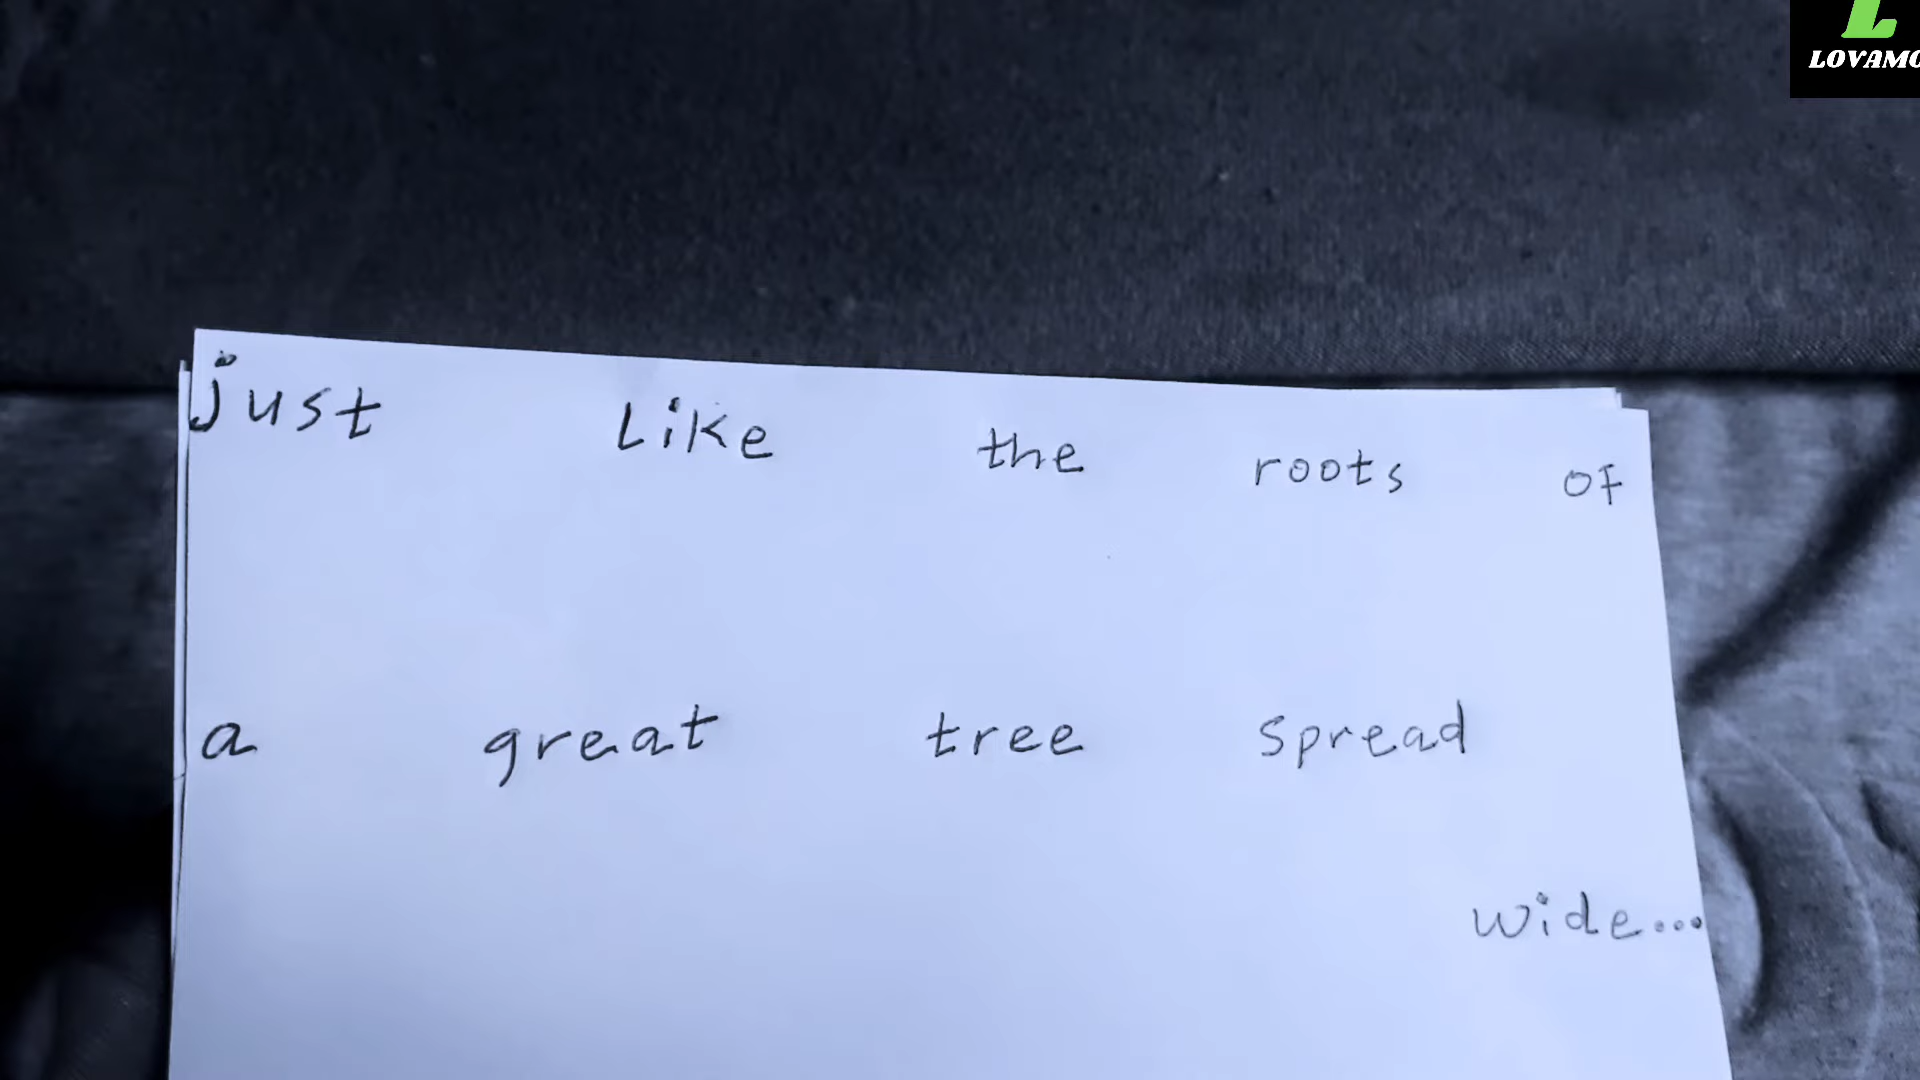 L
LOVAMO
just like the roots of
a great tree spread
wide...